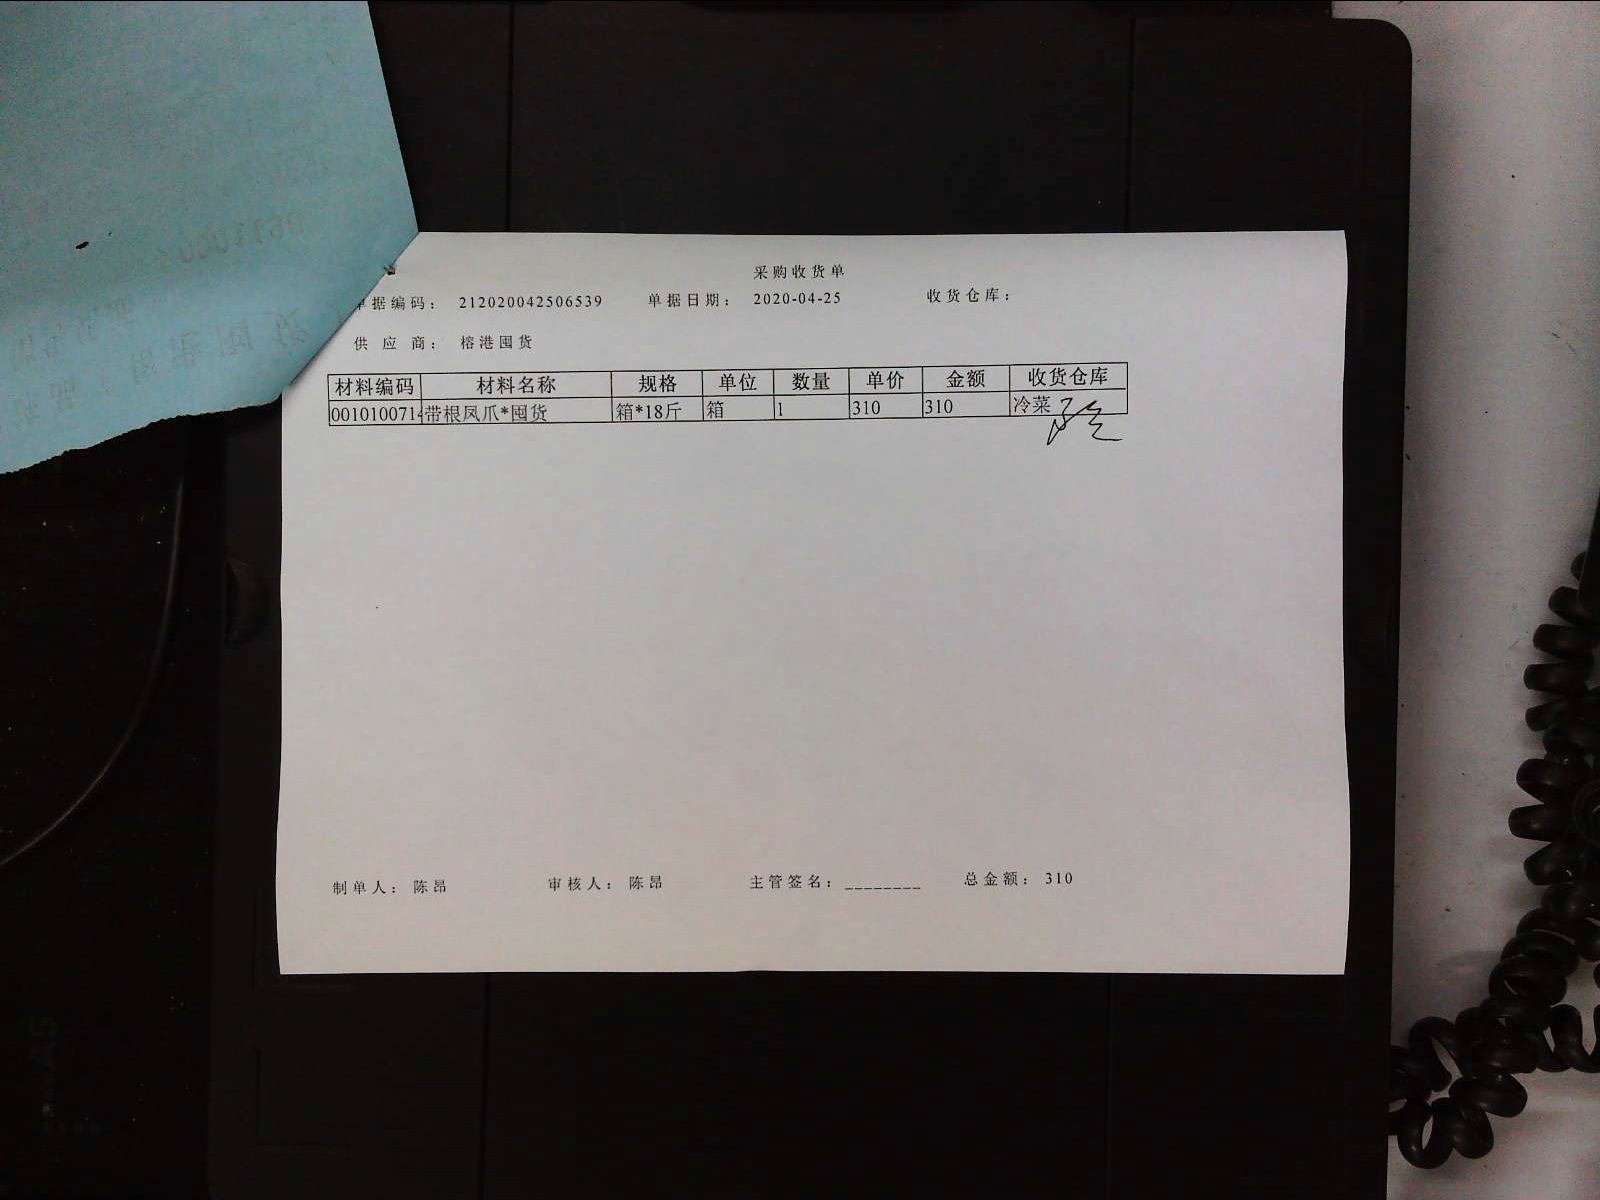 采购收货单
单据编码: 212020042506539 单据日期: 2020-04-25 收货仓库:
供应商: 榕港囤货
材料编码 材料名称 规格 单位 数量 单价 金额 收货仓库
0010100714 带根凤爪*囤货 箱*18斤 箱 1 310 310 冷菜
制单人: 陈昂 审核人: 陈昂 主管签名: ________ 总金额: 310